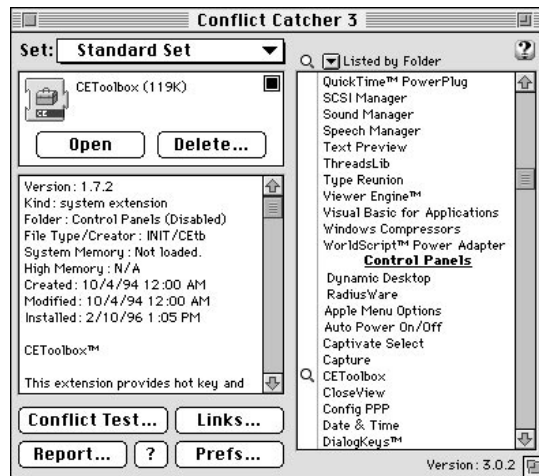 Conflict Catcher 3
Set: Standard Set
CEToolbox (119K)
CE
Open
Delete...
Version: 1.7.2
Kind: system extension
Folder: Control Panels (Disabled)
File Type/Creator: INIT/CEtb
System Memory: Not loaded.
High Memory: N/A
Created: 10/4/94 12:00 AM
Modified: 10/4/94 12:00 AM
Installed: 2/10/96 1:05 PM
CEToolbox™
This extension provides hot key and
Conflict Test...
Links...
Report...
?
Prefs...
Listed by Folder
?
QuickTime™ PowerPlug
SCSI Manager
Sound Manager
Speech Manager
Text Preview
ThreadsLib
Type Reunion
Viewer Engine™
Visual Basic for Applications
Windows Compressors
WorldScript™ Power Adapter
Control Panels
Dynamic Desktop
RadiusWare
Apple Menu Options
Auto Power On/Off
Captivate Select
Capture
CEToolbox
CloseView
Config PPP
Date & Time
DialogKeys™
Version: 3.0.2